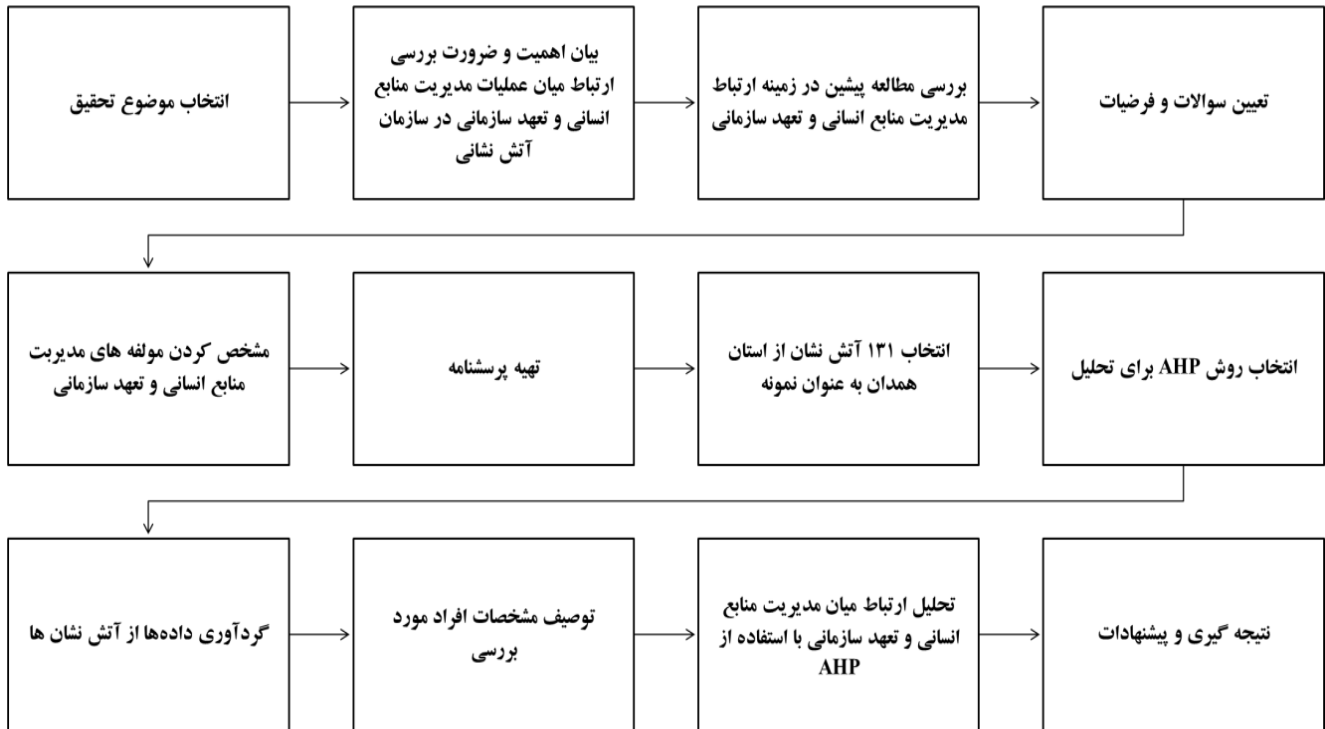 انتخاب موضوع تحقیق
بیان اهمیت و ضرورت بررسی
ارتباط میان عملیات مدیریت منابع
انسانی و تعهد سازمانی در سازمان
آتش نشانی
بررسی مطالعه پیشین در زمینه ارتباط
مدیریت منابع انسانی و تعهد سازمانی
تعیین سوالات و فرضیات
مشخص کردن مولفه های مدیریت
منابع انسانی و تعهد سازمانی
تهیه پرسشنامه
انتخاب ۱۳۱ آتش نشان از استان
همدان به عنوان نمونه
انتخاب روش AHP برای تحلیل
گردآوری داده‌ها از آتش نشان ها
توصیف مشخصات افراد مورد
بررسی
تحلیل ارتباط میان مدیریت منابع
انسانی و تعهد سازمانی با استفاده از
AHP
نتیجه گیری و پیشنهادات